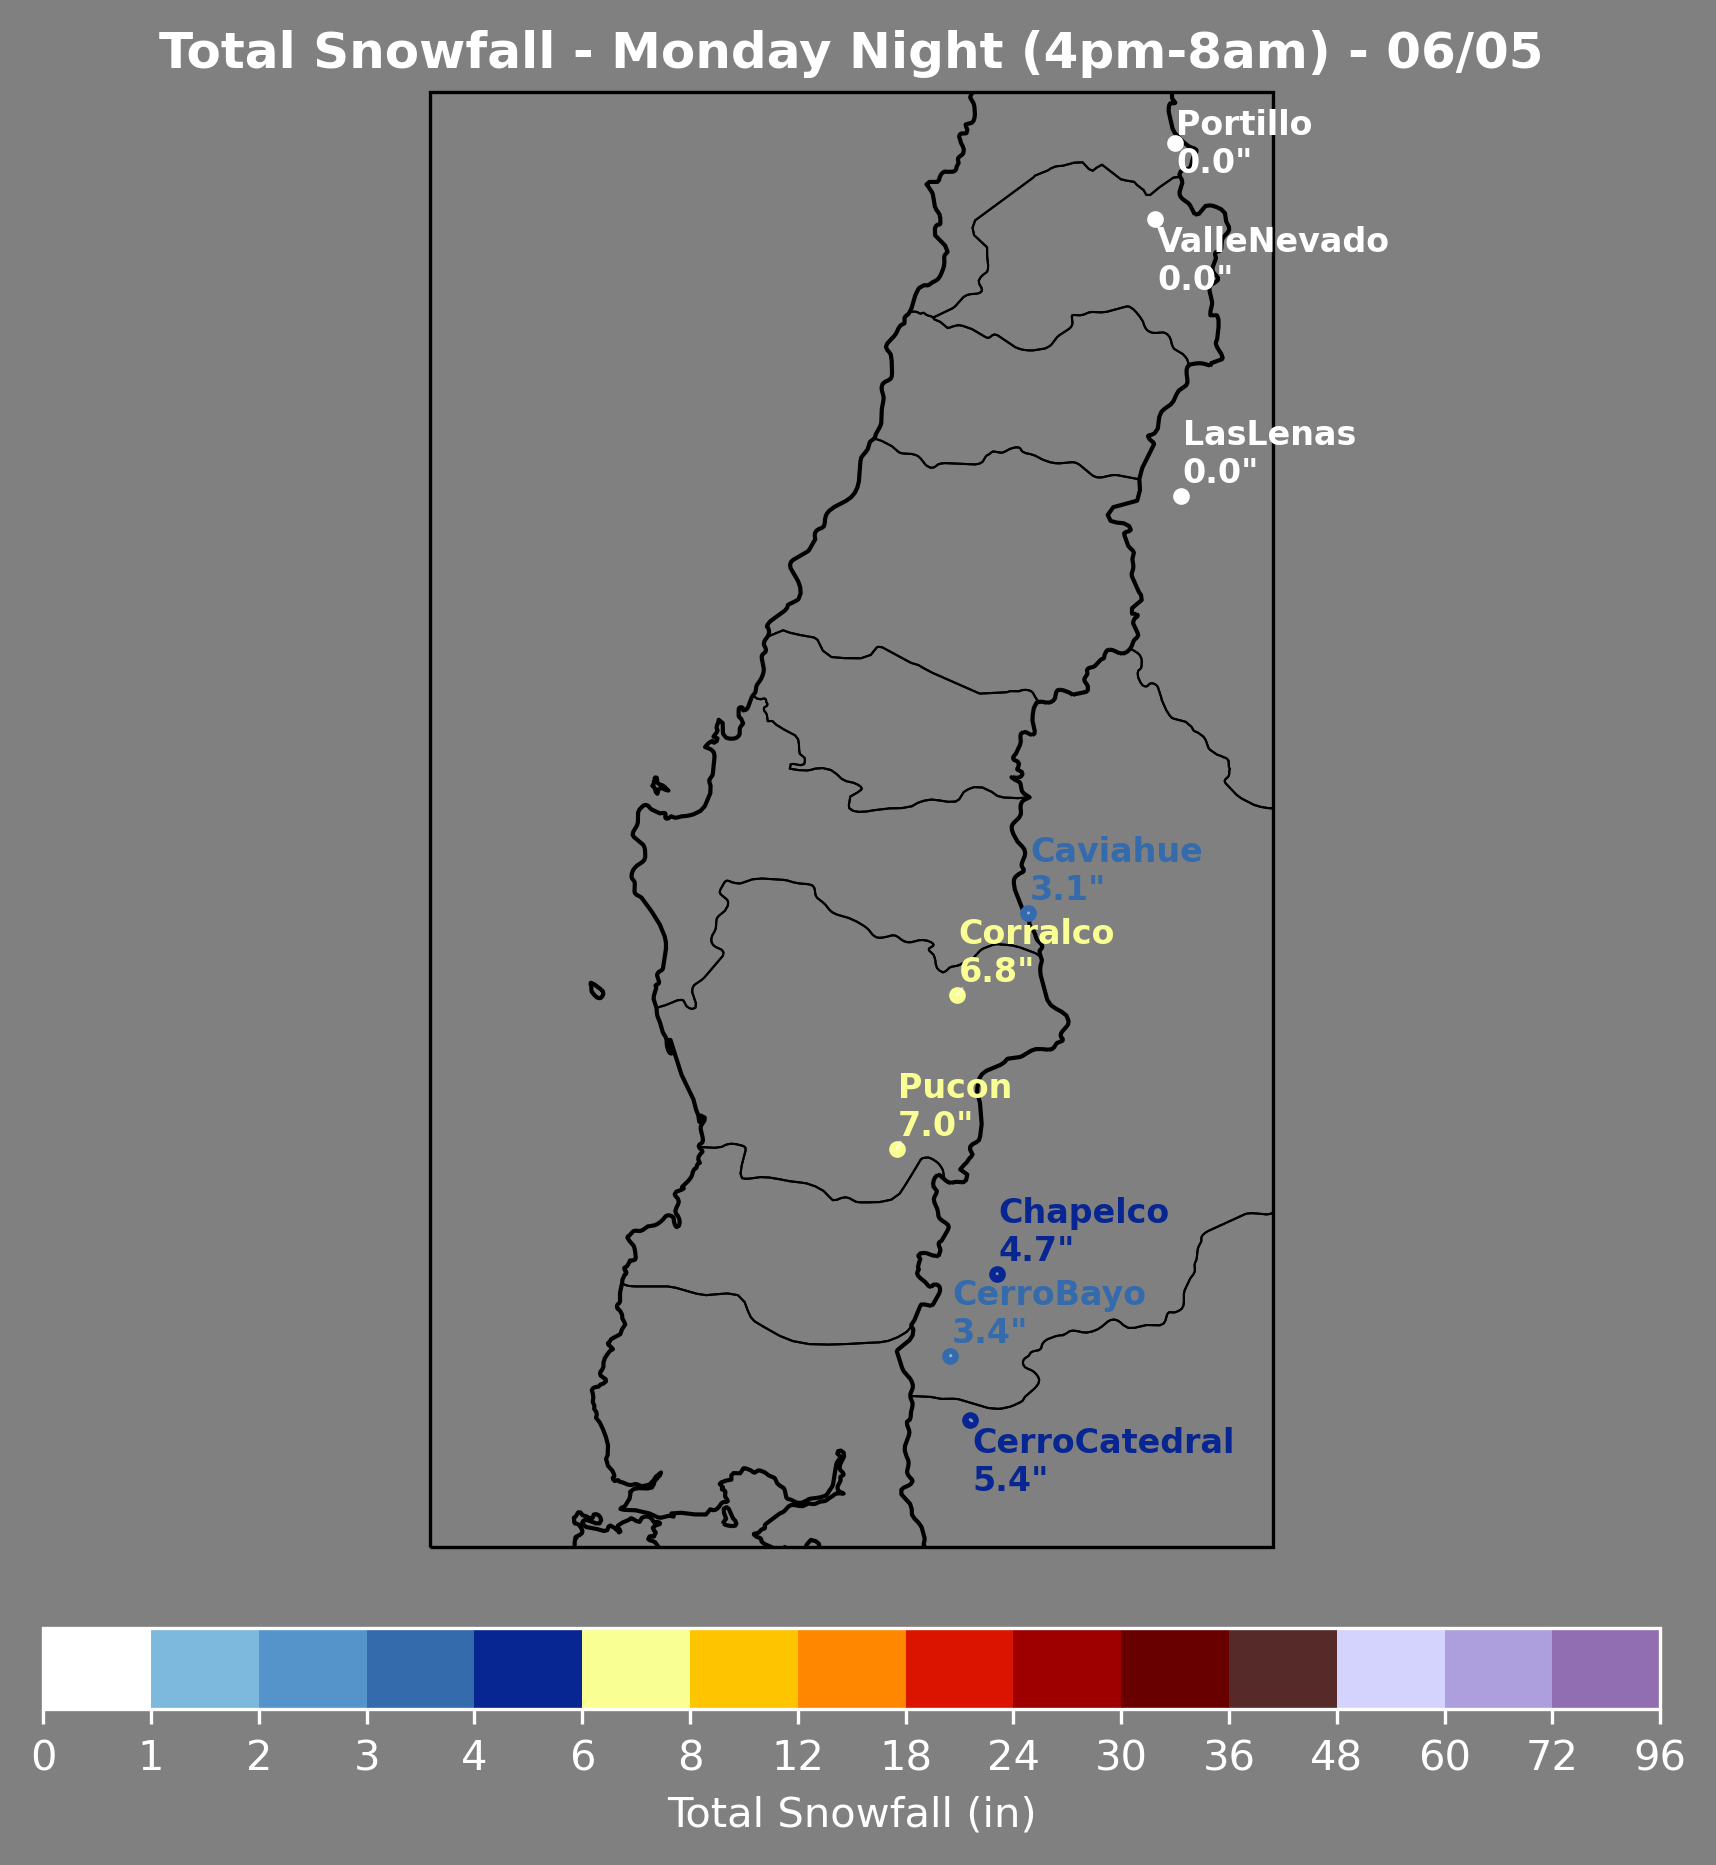 Total Snowfall - Monday Night (4pm-8am) - 06/05
Portillo
0.0"
ValleNevado
0.0"
LasLenas
0.0"
Caviahue
3.1"
Corralco
6.8"
Pucon
7.0"
Chapelco
4.7"
CerroBayo
3.4"
CerroCatedral
5.4"
0 1 2 3 4 6 8 12 18 24 30 36 48 60 72 96
Total Snowfall (in)